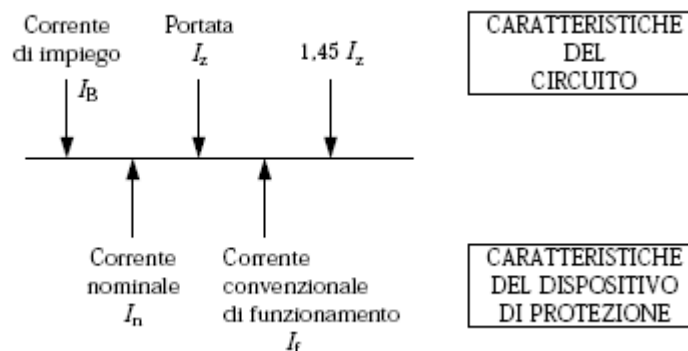 Corrente
di impiego
I_B
Portata
I_z
1,45 I_z
CARATTERISTICHE
DEL
CIRCUITO
Corrente
nominale
I_n
Corrente
convenzionale
di funzionamento
I_f
CARATTERISTICHE
DEL DISPOSITIVO
DI PROTEZIONE